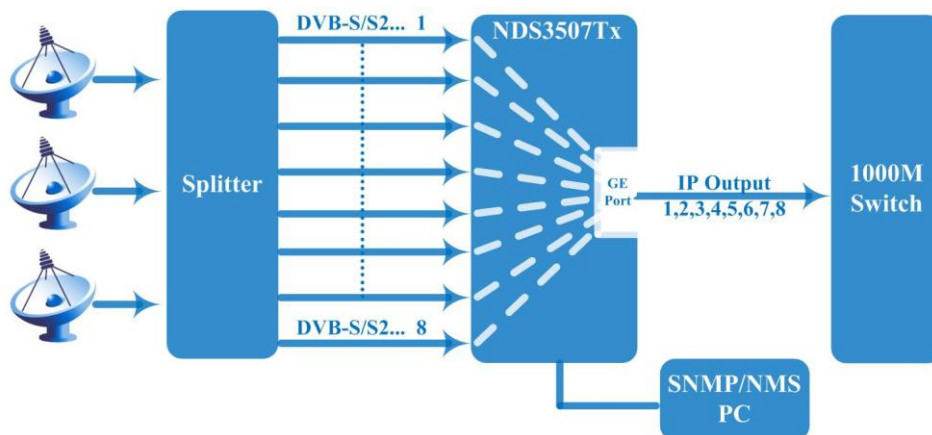 DVB-S/S2... 1
NDS3507Tx
Splitter
GE
Port
IP Output
1,2,3,4,5,6,7,8
1000M
Switch
DVB-S/S2... 8
SNMP/NMS
PC